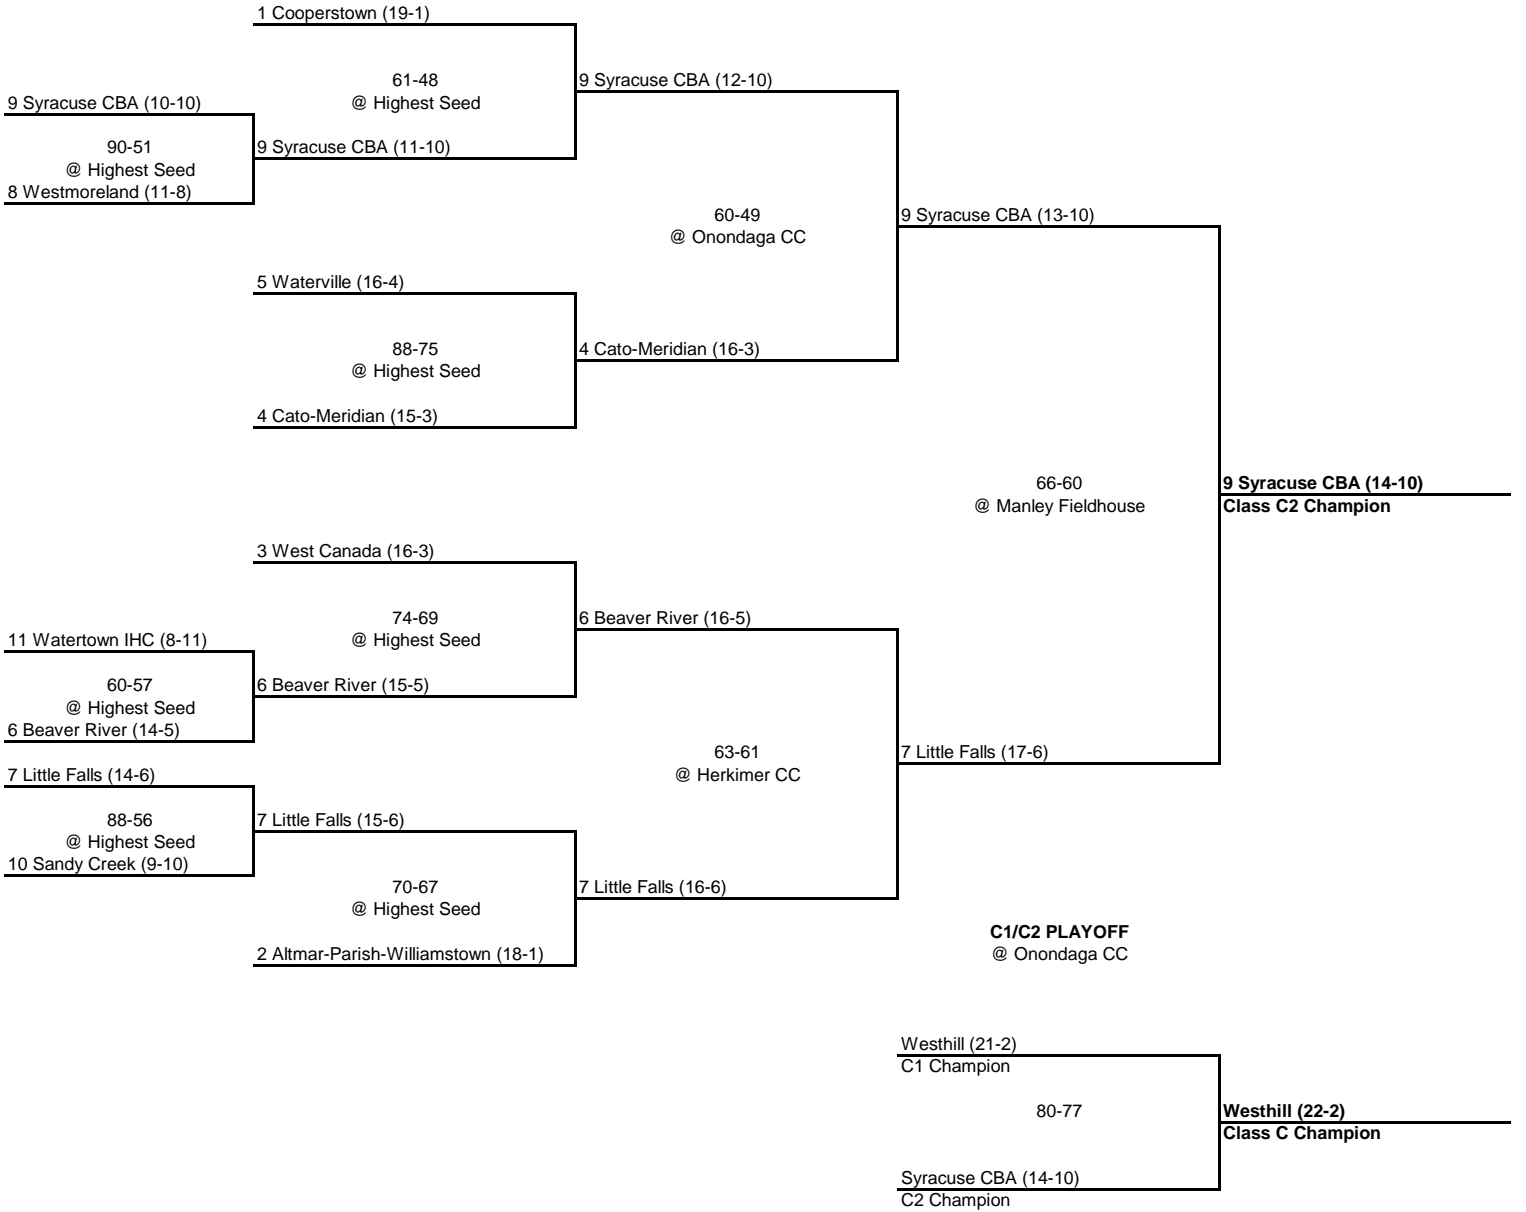 1 Cooperstown (19-1)
61-48
@ Highest Seed
9 Syracuse CBA (12-10)
9 Syracuse CBA (10-10)
90-51
@ Highest Seed
9 Syracuse CBA (11-10)
8 Westmoreland (11-8)
60-49
@ Onondaga CC
9 Syracuse CBA (13-10)
5 Waterville (16-4)
88-75
@ Highest Seed
4 Cato-Meridian (16-3)
4 Cato-Meridian (15-3)
66-60
@ Manley Fieldhouse
9 Syracuse CBA (14-10)
Class C2 Champion
3 West Canada (16-3)
74-69
@ Highest Seed
6 Beaver River (16-5)
11 Watertown IHC (8-11)
60-57
@ Highest Seed
6 Beaver River (15-5)
6 Beaver River (14-5)
63-61
@ Herkimer CC
7 Little Falls (17-6)
7 Little Falls (14-6)
88-56
@ Highest Seed
7 Little Falls (15-6)
10 Sandy Creek (9-10)
70-67
@ Highest Seed
7 Little Falls (16-6)
2 Altmar-Parish-Williamstown (18-1)
C1/C2 PLAYOFF
@ Onondaga CC
Westhill (21-2)
C1 Champion
80-77
Westhill (22-2)
Class C Champion
Syracuse CBA (14-10)
C2 Champion